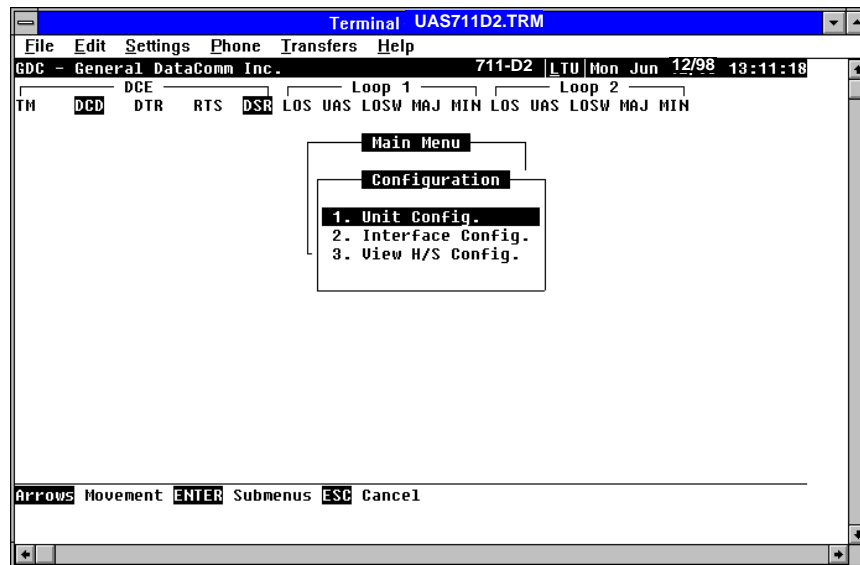 Terminal UAS711D2.TRM
File Edit Settings Phone Transfers Help
GDC - General DataComm Inc. 711-D2 LTU Mon Jun 12/98 13:11:18
DCE Loop 1 Loop 2
TM DCD DTR RTS DSR LOS UAS LOSW MAJ MIN LOS UAS LOSW MAJ MIN
Main Menu
Configuration
1. Unit Config.
2. Interface Config.
3. View H/S Config.
Arrows Movement ENTER Submenus ESC Cancel